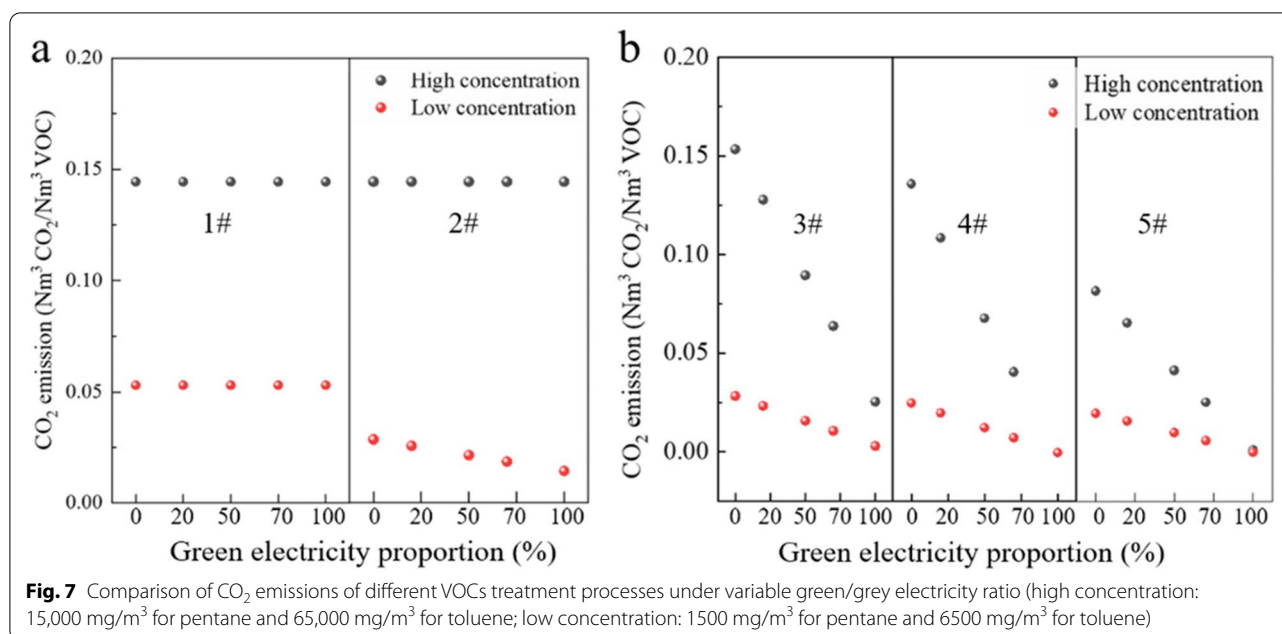 a
CO₂ emission (Nm³ CO₂/Nm³ VOC)
0.20
0.15
0.10
0.05
0.00
High concentration
Low concentration
1#
2#
0 20 50 70 100 0 20 50 70 100
Green electricity proportion (%)
b
CO₂ emission (Nm³ CO₂/Nm³ VOC)
0.20
0.15
0.10
0.05
0.00
High concentration
Low concentration
3#
4#
5#
0 20 50 70 100 0 20 50 70 100 0 20 50 70 100
Green electricity proportion (%)
Fig. 7 Comparison of CO₂ emissions of different VOCs treatment processes under variable green/grey electricity ratio (high concentration:
15,000 mg/m³ for pentane and 65,000 mg/m³ for toluene; low concentration: 1500 mg/m³ for pentane and 6500 mg/m³ for toluene)